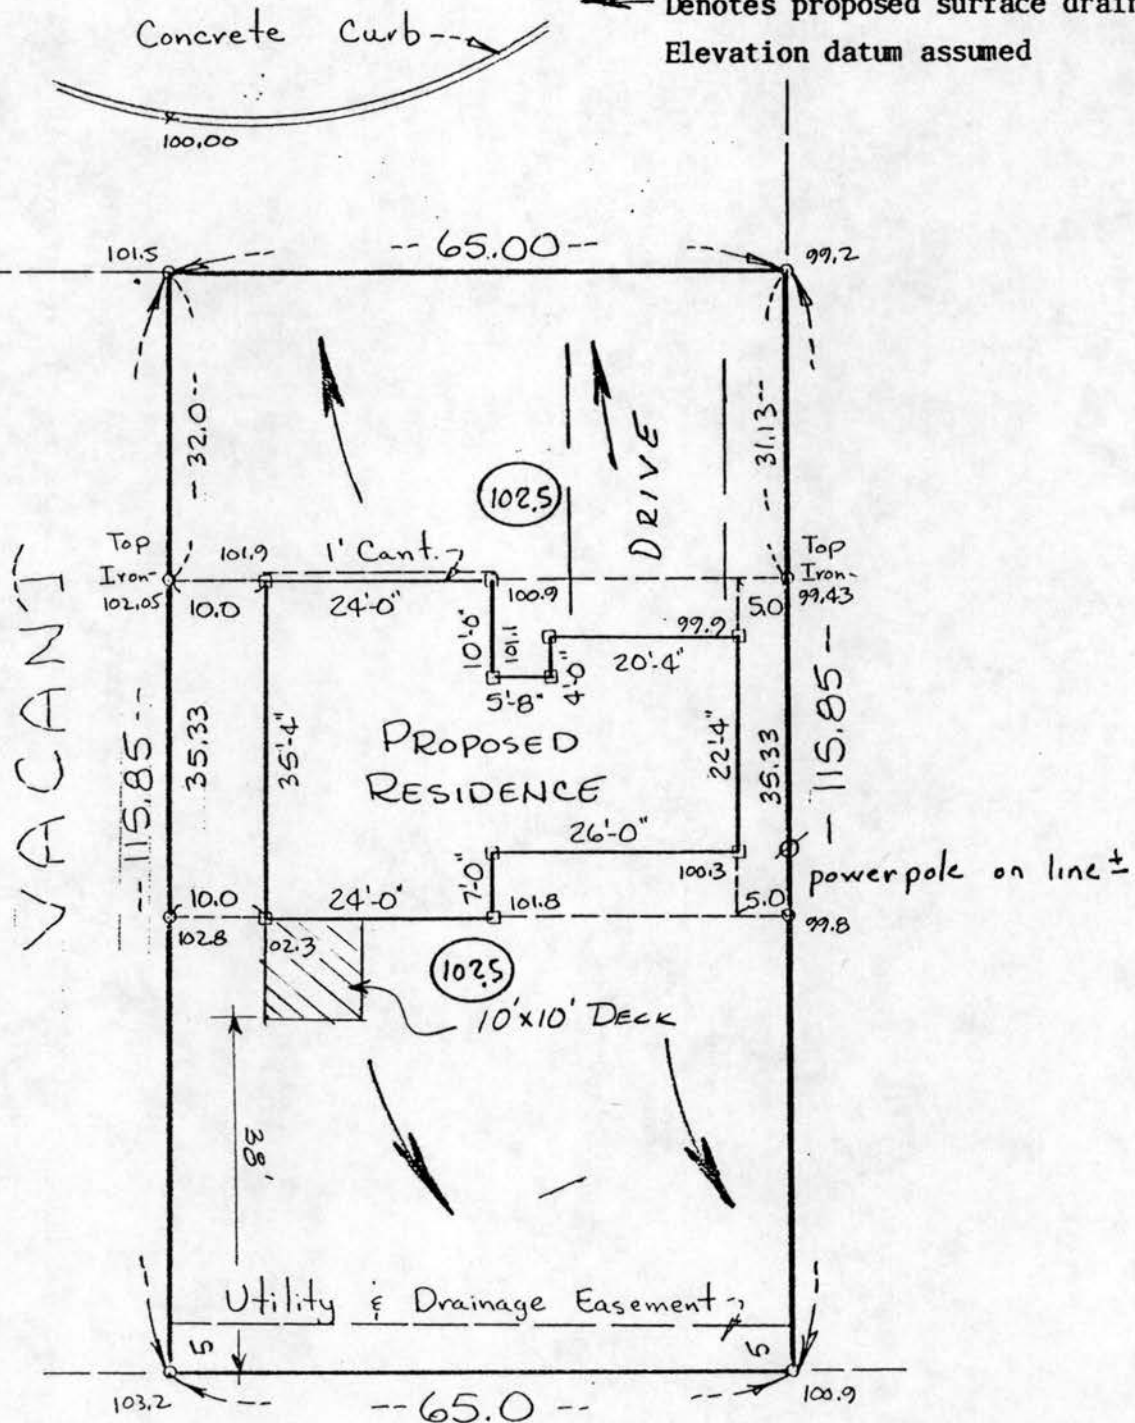 Denotes proposed surface drain
Concrete Curb
Elevation datum assumed
100.00
101.5
65.00
99.2
32.0
31.13
DRIVE
102.5
Top
Iron-
102.05
101.9
1' Cant.
100.9
Top
Iron-
99.43
10.0
24'-0"
10'-0"
101.1
99.9
5.0
20'-4"
5'-8"
4'-0"
VACANT
115.85
35.33
35'-4"
PROPOSED
RESIDENCE
22'-4"
35.33
115.85
26'-0"
7'-0"
100.3
power pole on line ±
10.0
24'-0"
101.8
5.0
102.8
102.3
99.8
102.5
10'x10' DECK
38'
Utility & Drainage Easement
5
5
103.2
65.0
100.9